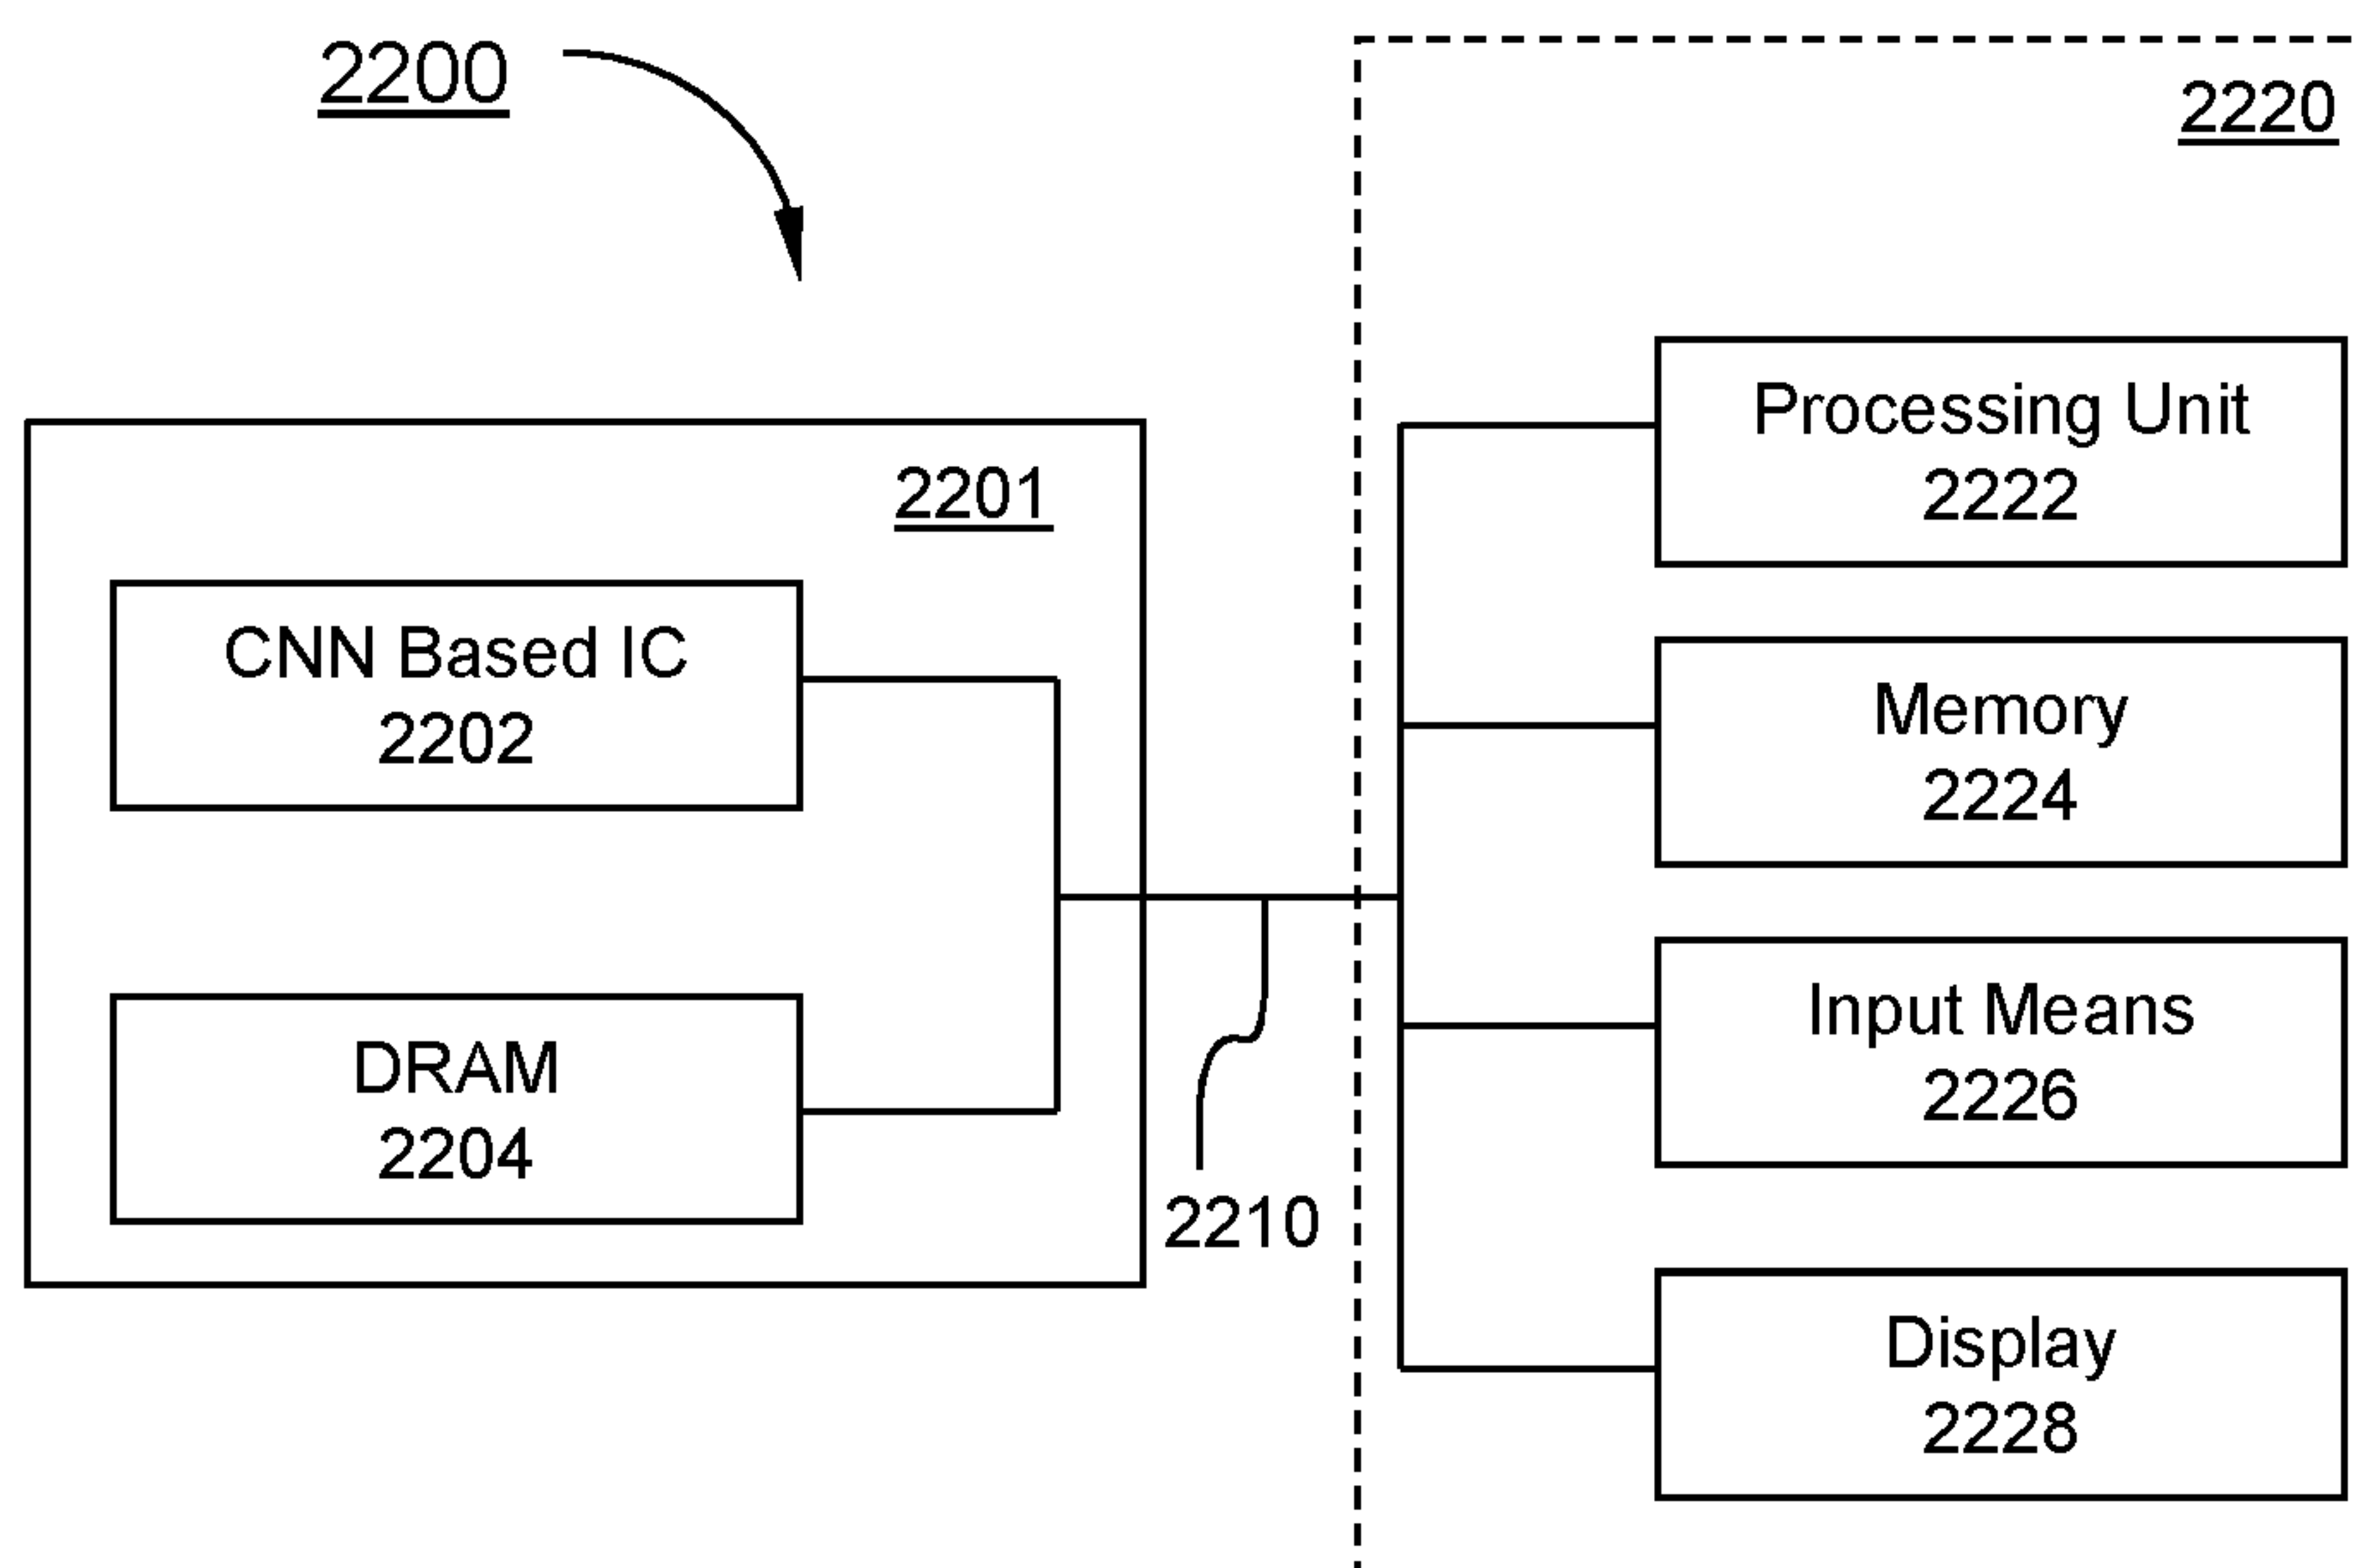 2200
2220
Processing Unit
2222
2201
CNN Based IC
2202
Memory
2224
Input Means
2226
DRAM
2204
2210
Display
2228